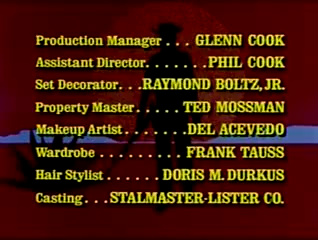 Production Manager . . . GLENN COOK
Assistant Director. . . . . . . PHIL COOK
Set Decorator. . .RAYMOND BOLTZ, JR.
Property Master. . . . . TED MOSSMAN
Makeup Artist. . . . . . . DEL ACEVEDO
Wardrobe . . . . . . . . . FRANK TAUSS
Hair Stylist . . . . . DORIS M. DURKUS
Casting. . .STALMASTER-LISTER CO.